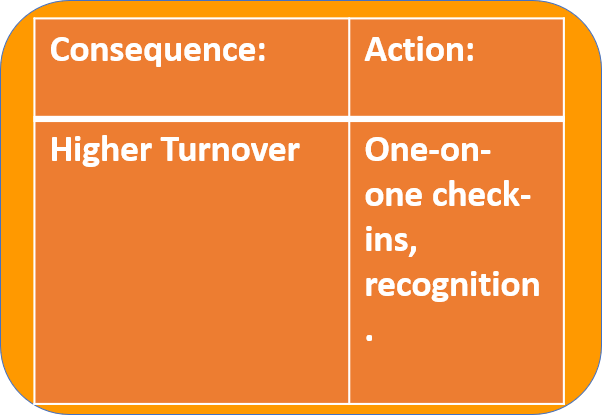 Consequence:
Action:
Higher Turnover
One-on-
one check-
ins,
recognition
.